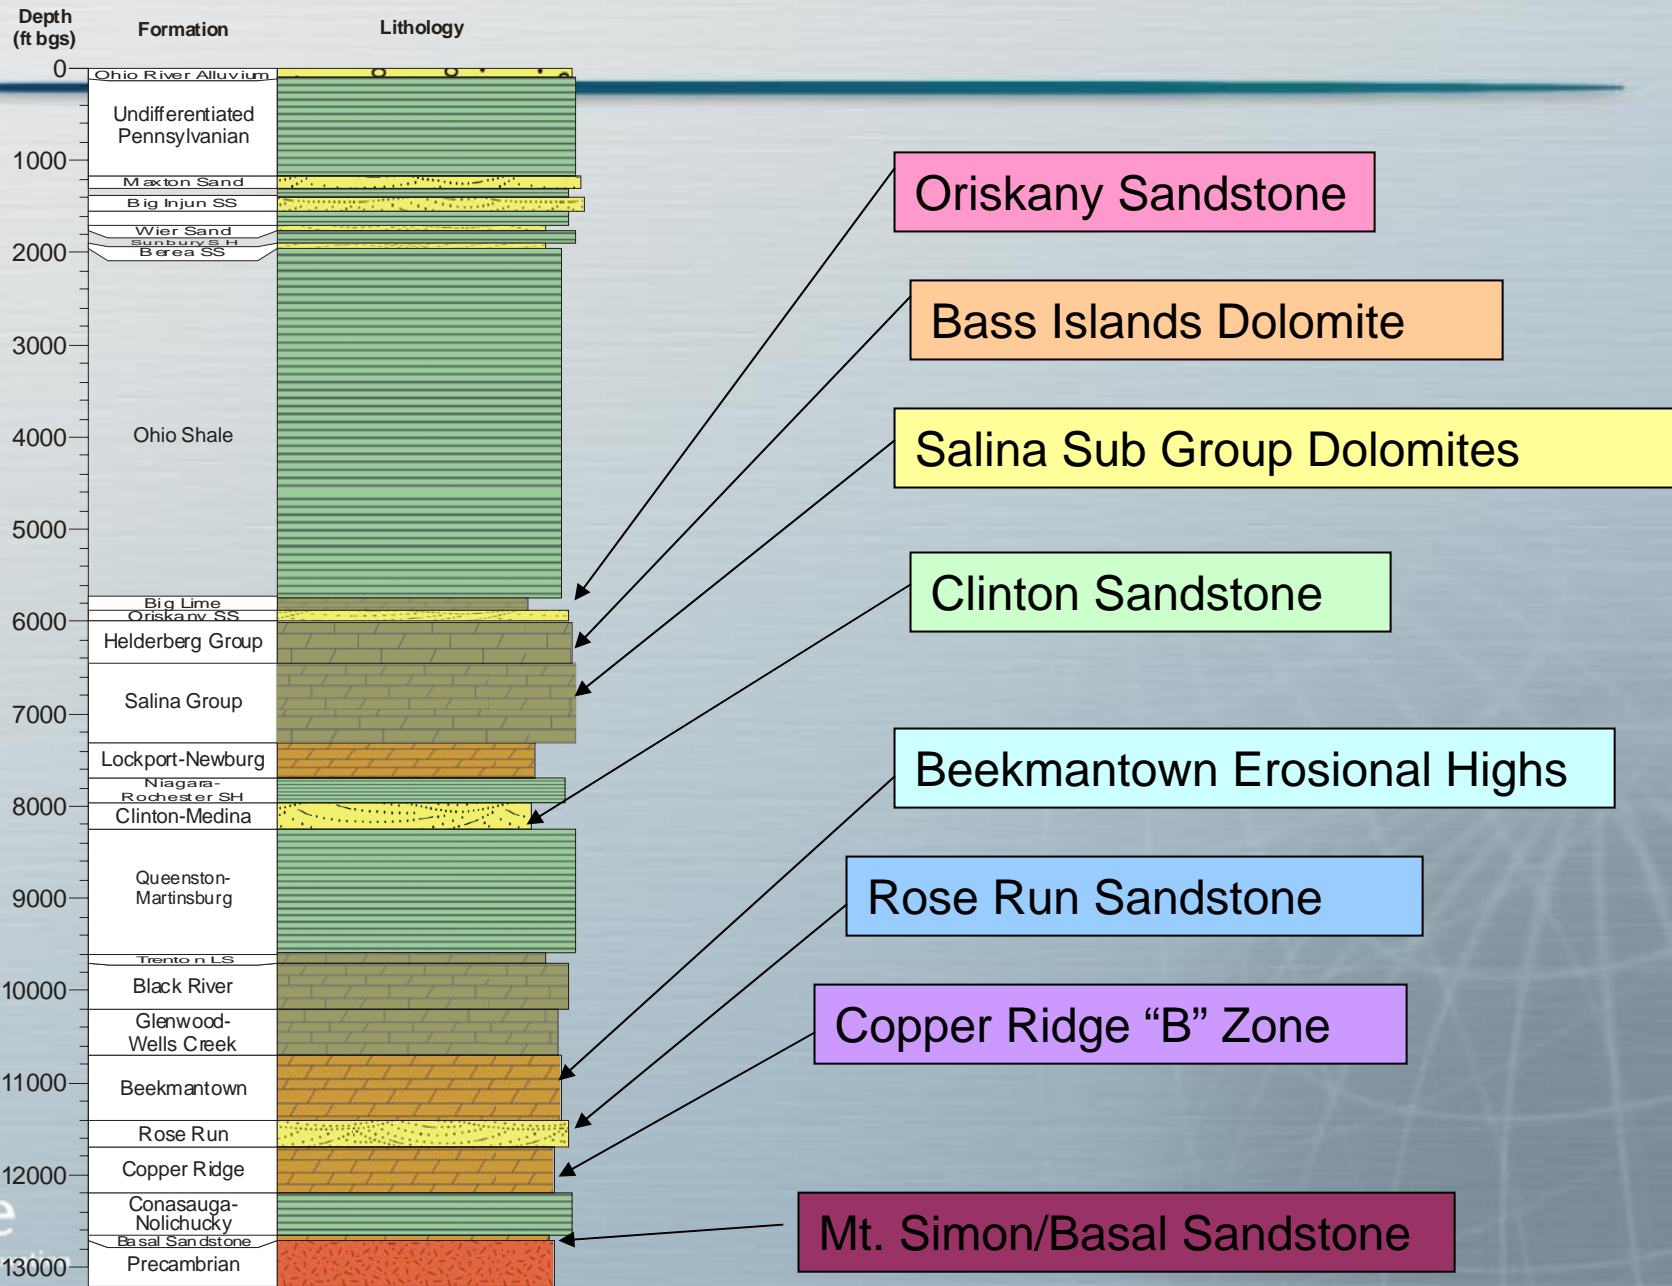 Depth
(ft bgs)
Formation
Lithology
0
1000
2000
3000
4000
5000
6000
7000
8000
9000
10000
11000
12000
13000
Ohio River Alluvium
Undifferentiated
Pennsylvanian
Maxton Sand
Big Injun SS
Wier Sand
Sunbury SH
Berea SS
Ohio Shale
Big Lime
Oriskany SS
Helderberg Group
Salina Group
Lockport-Newburg
Niagara-
Rochester SH
Clinton-Medina
Queenston-
Martinsburg
Trenton LS
Black River
Glenwood-
Wells Creek
Beekmantown
Rose Run
Copper Ridge
Conasauga-
Nolichucky
Basal Sandstone
Precambrian
Oriskany Sandstone
Bass Islands Dolomite
Salina Sub Group Dolomites
Clinton Sandstone
Beekmantown Erosional Highs
Rose Run Sandstone
Copper Ridge “B” Zone
Mt. Simon/Basal Sandstone